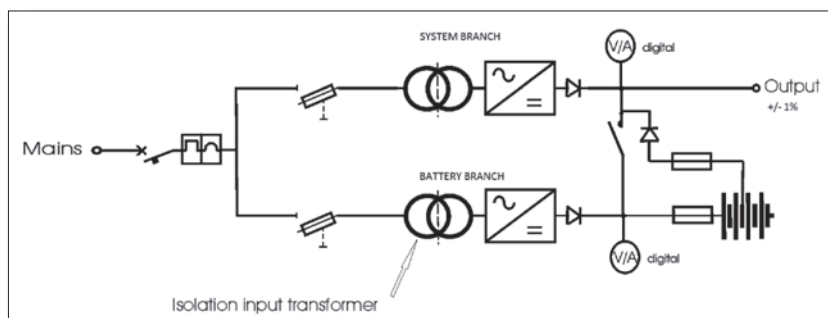 SYSTEM BRANCH
V/A digital
Output
+/- 1%
Mains
BATTERY BRANCH
V/A digital
Isolation input transformer